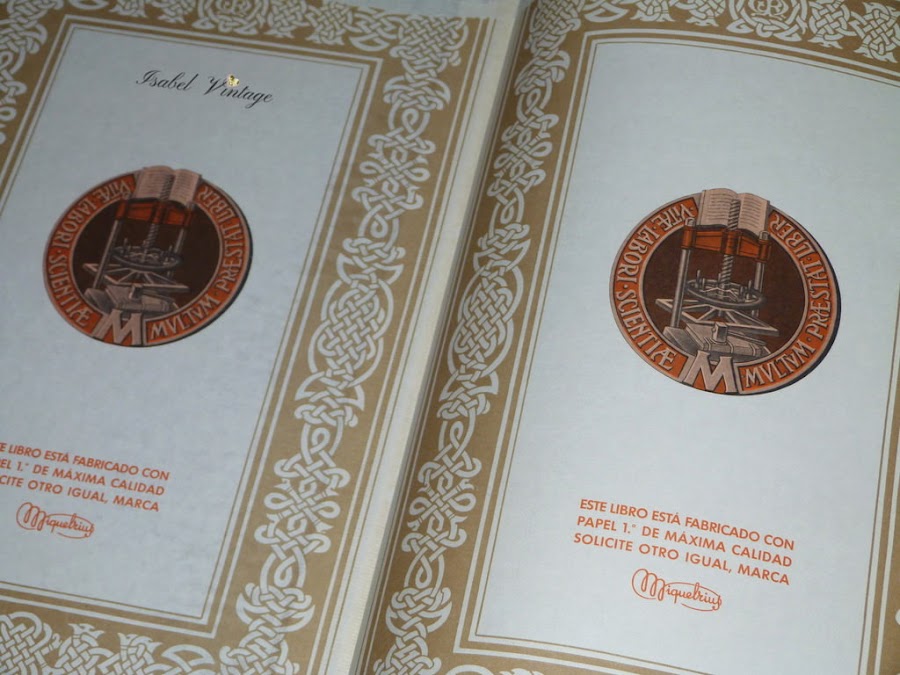 Isabel Vintage
VITÆ · LABORI · SCIENTIÆ
M
MVLTVM · PRÆSTAT · LIBER
E LIBRO ESTÁ FABRICADO CON
PEL 1.ª DE MÁXIMA CALIDAD
CITE OTRO IGUAL, MARCA
Miquelrius
VITÆ · LABORI · SCIENTIÆ
M
MVLTVM · PRÆSTAT · LIBER
ESTE LIBRO ESTÁ FABRICADO CON
PAPEL 1.ª DE MÁXIMA CALIDAD
SOLICITE OTRO IGUAL, MARCA
Miquelrius